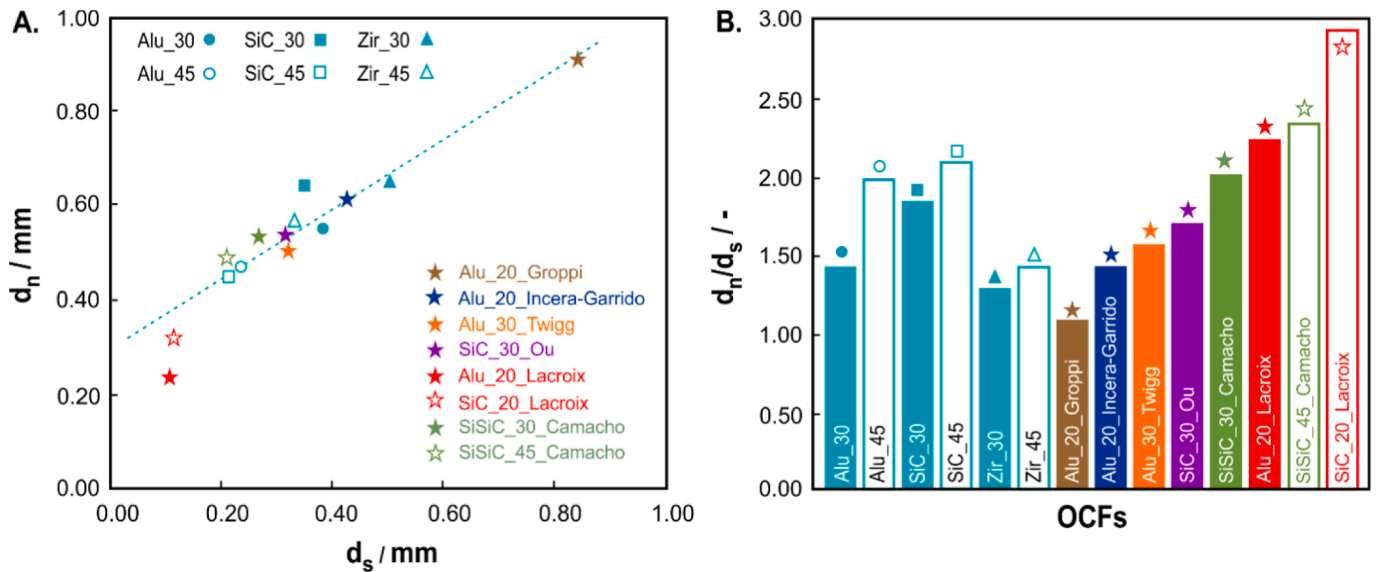 A.
1.00
0.80
0.60
0.40
0.20
0.00
dn / mm
Alu_30
SiC_30
Zir_30
Alu_45
SiC_45
Zir_45
Alu_20_Groppi
Alu_20_Incera-Garrido
Alu_30_Twigg
SiC_30_Ou
Alu_20_Lacroix
SiC_20_Lacroix
SiSiC_30_Camacho
SiSiC_45_Camacho
0.00
0.20
0.40
0.60
0.80
1.00
ds / mm
B.
3.00
2.50
2.00
1.50
1.00
0.50
0.00
dn/ds / -
Alu_30
Alu_45
SiC_30
SiC_45
Zir_30
Zir_45
Alu_20_Groppi
Alu_20_Incera-Garrido
Alu_30_Twigg
SiC_30_Ou
SiSiC_30_Camacho
Alu_20_Lacroix
SiSiC_45_Camacho
SiC_20_Lacroix
OCFs